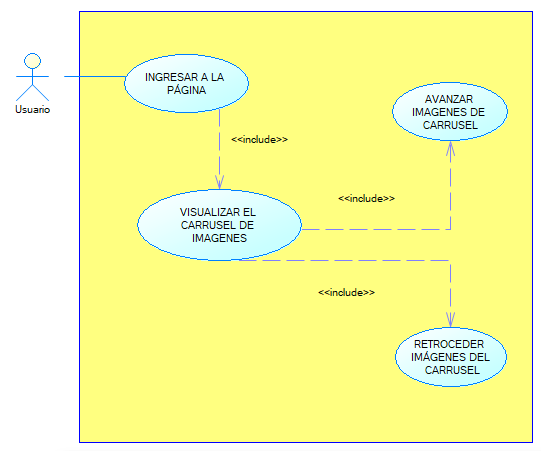 Usuario
INGRESAR A LA
PÁGINA
<<include>>
VISUALIZAR EL
CARRUSEL DE
IMAGENES
<<include>>
AVANZAR
IMAGENES DE
CARRUSEL
<<include>>
RETROCEDER
IMÁGENES DEL
CARRUSEL